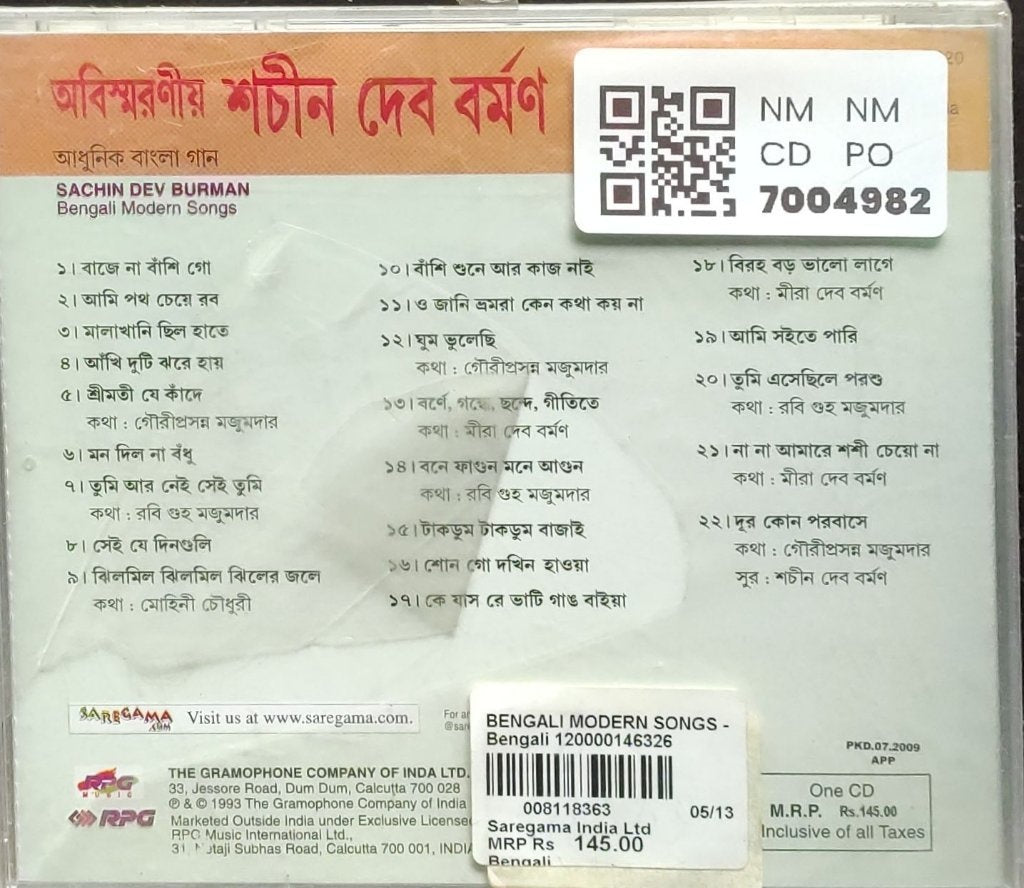 অবিস্মরণীয় শচীন দেব বর্মণ
আধুনিক বাংলা গান
SACHIN DEV BURMAN
Bengali Modern Songs
20
NM NM
CD PO
7004982
১। বাজে না বাঁশি গো
২। আমি পথ চেয়ে রব
৩। মালাখানি ছিল হাতে
৪। আঁখি দুটি ঝরে হায়
৫। শ্রীমতী যে কাঁদে
কথা : গৌরীপ্রসন্ন মজুমদার
৬। মন দিল না বঁধু
৭। তুমি আর নেই সেই তুমি
কথা : রবি গুহ মজুমদার
৮। সেই যে দিনগুলি
৯। ঝিলমিল ঝিলমিল ঝিলের জলে
কথা : মোহিনী চৌধুরী
১০। বাঁশি শুনে আর কাজ নাই
১১। ও জানি ভ্রমরা কেন কথা কয় না
১২। ঘুম ভুলেছি
কথা : গৌরীপ্রসন্ন মজুমদার
১৩। বর্ণে, গন্ধে, ছন্দে, গীতিতে
কথা : মীরা দেব বর্মণ
১৪। বনে ফাগুন মনে আগুন
কথা : রবি গুহ মজুমদার
১৫। টাকডুম টাকডুম বাজাই
১৬। শোন গো দখিন হাওয়া
১৭। কে যাস রে ভাটি গাঙ বাইয়া
১৮। বিরহ বড় ভালো লাগে
কথা : মীরা দেব বর্মণ
১৯। আমি সইতে পারি
২০। তুমি এসেছিলে পরশু
কথা : রবি গুহ মজুমদার
২১। না না আমারে শশী চেয়ো না
কথা : মীরা দেব বর্মণ
২২। দূর কোন পরবাসে
কথা : গৌরীপ্রসন্ন মজুমদার
সুর : শচীন দেব বর্মণ
SAREGAMA
Visit us at www.saregama.com.
For
BENGALI MODERN SONGS -
Bengali 120000146326
008118363 05/13
Saregama India Ltd
MRP Rs 145.00
Bengali
PKD.07.2009
APP
One CD
M.R.P. Rs.145.00
Inclusive of all Taxes
RPG
MUSIC
RPG
THE GRAMOPHONE COMPANY OF INDA LTD.
33, Jessore Road, Dum Dum, Calcutta 700 028
℗ & © 1993 The Gramophone Company of India
Marketed Outside India under Exclusive License
RPG Music International Ltd.,
Subhas Road, Calcutta 700 001, INDIA